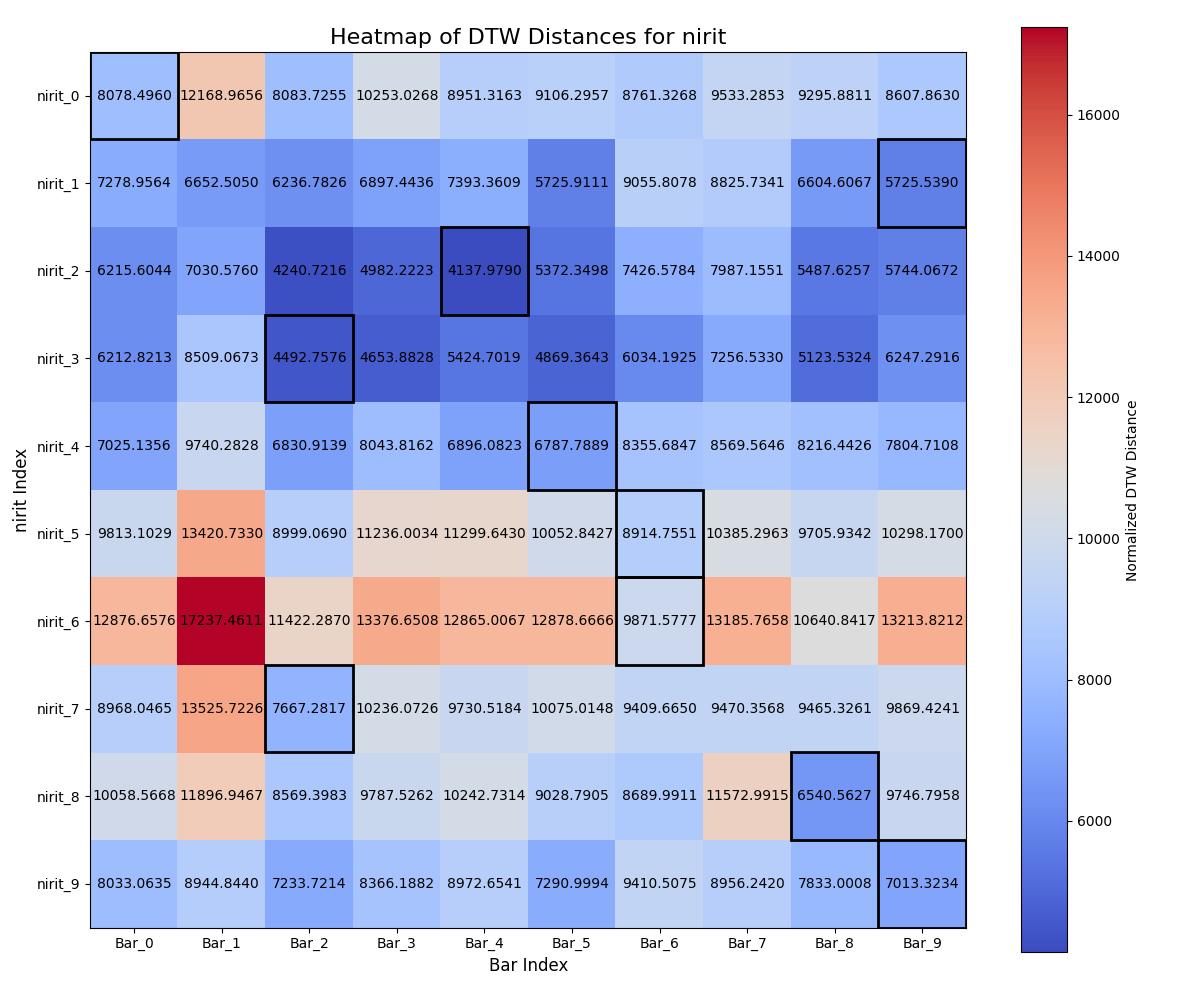 Heatmap of DTW Distances for nirit
nirit_0 8078.4960 12168.9656 8083.7255 10253.0268 8951.3163 9106.2957 8761.3268 9533.2853 9295.8811 8607.8630
nirit_1 7278.9564 6652.5050 6236.7826 6897.4436 7393.3609 5725.9111 9055.8078 8825.7341 6604.6067 5725.5390
nirit_2 6215.6044 7030.5760 4240.7216 4982.2223 4137.9790 5372.3498 7426.5784 7987.1551 5487.6257 5744.0672
nirit_3 6212.8213 8509.0673 4492.7576 4653.8828 5424.7019 4869.3643 6034.1925 7256.5330 5123.5324 6247.2916
nirit_4 7025.1356 9740.2828 6830.9139 8043.8162 6896.0823 6787.7889 8355.6847 8569.5646 8216.4426 7804.7108
nirit_5 9813.1029 13420.7330 8999.0690 11236.0034 11299.6430 10052.8427 8914.7551 10385.2963 9705.9342 10298.1700
nirit_6 12876.6576 17237.4611 11422.2870 13376.6508 12865.0067 12878.6666 9871.5777 13185.7658 10640.8417 13213.8212
nirit_7 8968.0465 13525.7226 7667.2817 10236.0726 9730.5184 10075.0148 9409.6650 9470.3568 9465.3261 9869.4241
nirit_8 10058.5668 11896.9467 8569.3983 9787.5262 10242.7314 9028.7905 8689.9911 11572.9915 6540.5627 9746.7958
nirit_9 8033.0635 8944.8440 7233.7214 8366.1882 8972.6541 7290.9994 9410.5075 8956.2420 7833.0008 7013.3234
Bar_0 Bar_1 Bar_2 Bar_3 Bar_4 Bar_5 Bar_6 Bar_7 Bar_8 Bar_9
Bar Index
nirit Index
16000
14000
12000
10000
8000
6000
Normalized DTW Distance